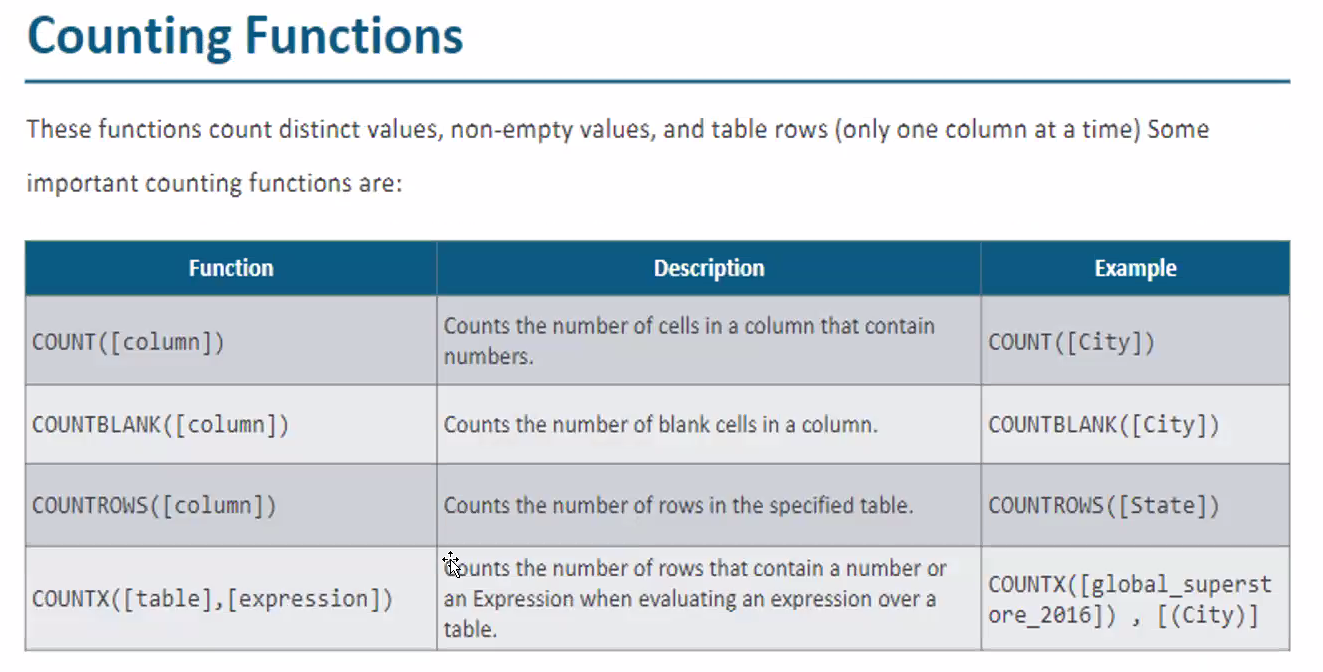 Counting Functions
These functions count distinct values, non-empty values, and table rows (only one column at a time) Some
important counting functions are:
Function Description Example
COUNT([column])
Counts the number of cells in a column that contain
numbers.
COUNT([City])
COUNTBLANK([column])
Counts the number of blank cells in a column.
COUNTBLANK([City])
COUNTROWS([column])
Counts the number of rows in the specified table.
COUNTROWS([State])
COUNTX([table],[expression])
Counts the number of rows that contain a number or
an Expression when evaluating an expression over a
table.
COUNTX([global_superst
ore_2016]) , [(City)]